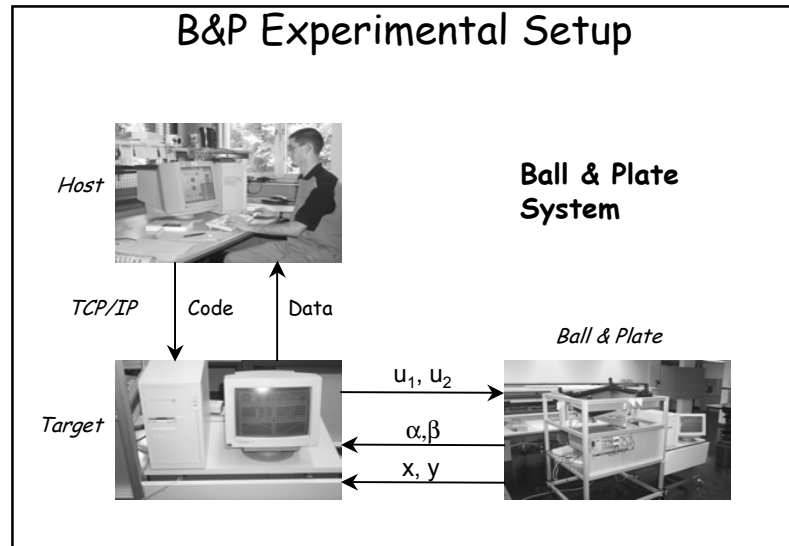 B&P Experimental Setup
Host
Ball & Plate
System
TCP/IP
Code
Data
Ball & Plate
Target
u₁, u₂
α,β
x, y